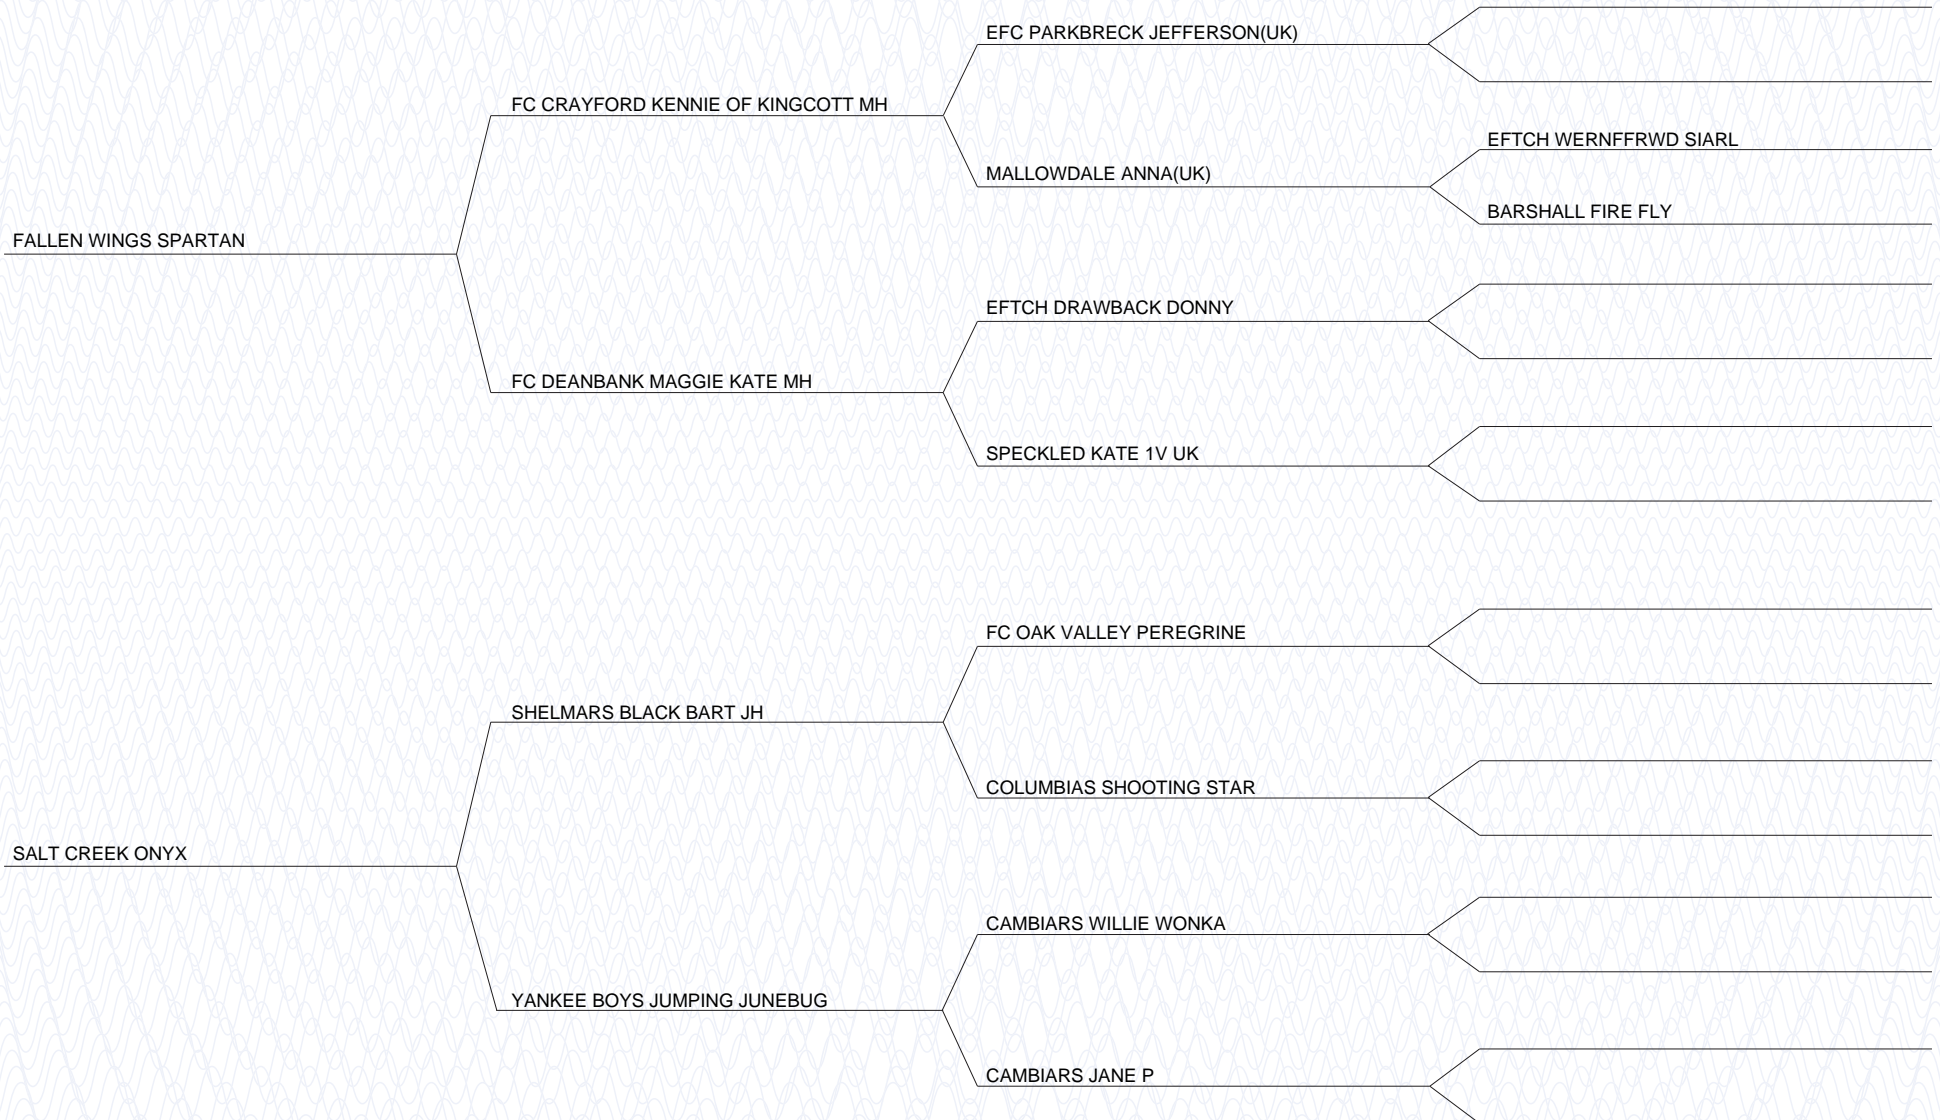 EFC PARKBRECK JEFFERSON(UK)
FC CRAYFORD KENNIE OF KINGCOTT MH
EFTCH WERNFFRWD SIARL
MALLOWDALE ANNA(UK)
BARSHALL FIRE FLY
FALLEN WINGS SPARTAN
EFTCH DRAWBACK DONNY
FC DEANBANK MAGGIE KATE MH
SPECKLED KATE 1V UK
FC OAK VALLEY PEREGRINE
SHELMARS BLACK BART JH
COLUMBIAS SHOOTING STAR
SALT CREEK ONYX
CAMBIARS WILLIE WONKA
YANKEE BOYS JUMPING JUNEBUG
CAMBIARS JANE P